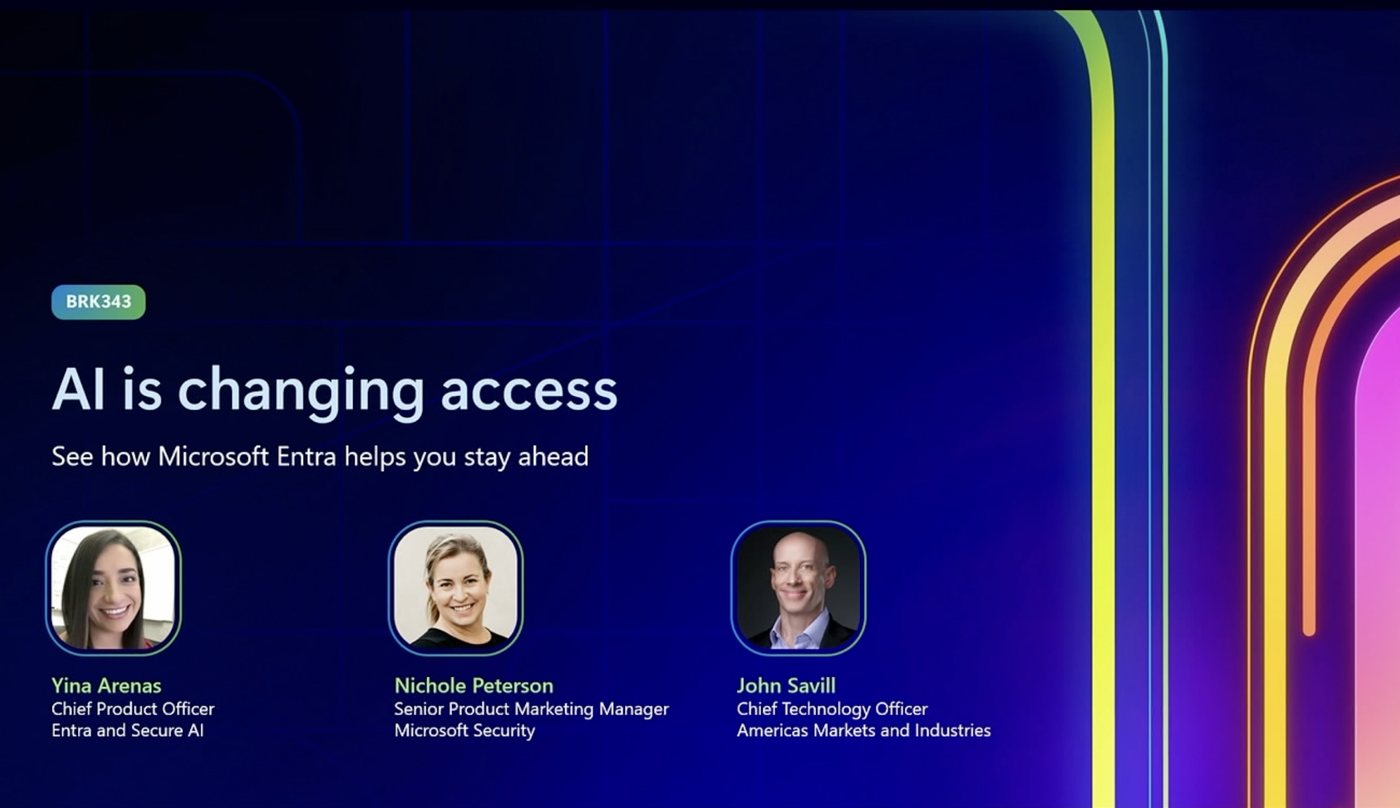 BRK343
AI is changing access
See how Microsoft Entra helps you stay ahead
Yina Arenas
Chief Product Officer
Entra and Secure AI
Nichole Peterson
Senior Product Marketing Manager
Microsoft Security
John Savill
Chief Technology Officer
Americas Markets and Industries